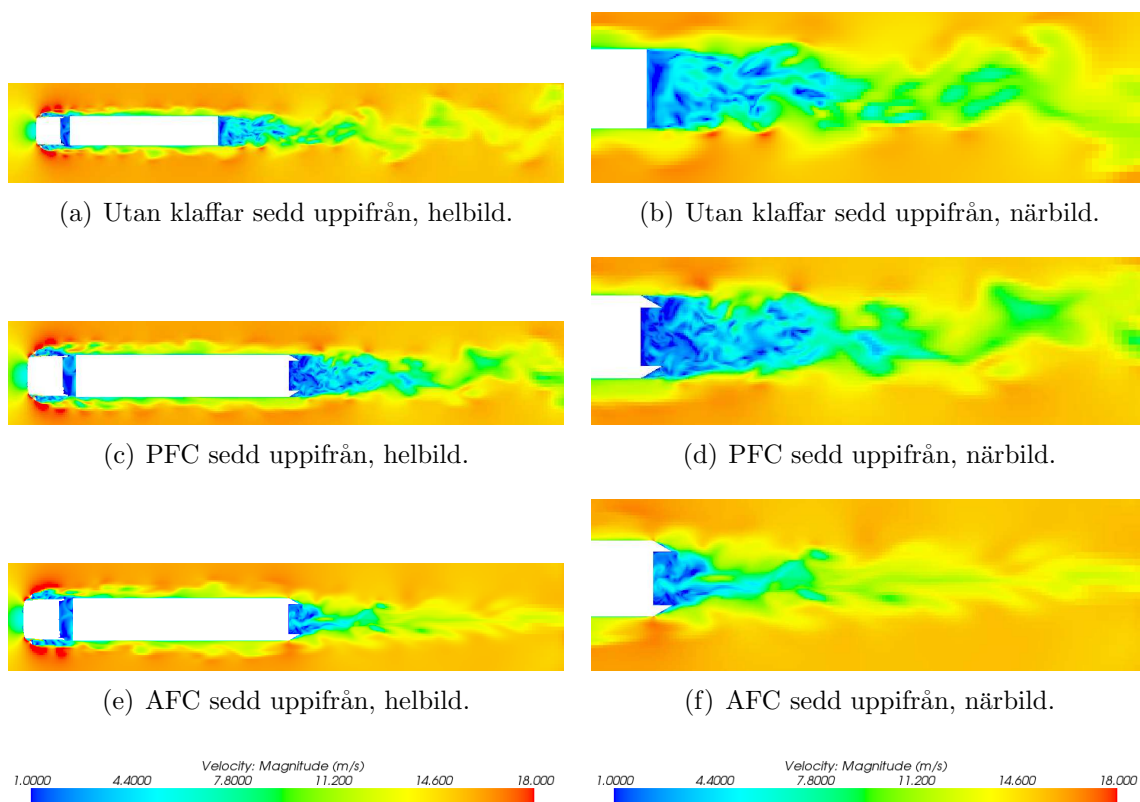 (a) Utan klaffar sedd uppifrån, helbild.
(b) Utan klaffar sedd uppifrån, närbild.
(c) PFC sedd uppifrån, helbild.
(d) PFC sedd uppifrån, närbild.
(e) AFC sedd uppifrån, helbild.
(f) AFC sedd uppifrån, närbild.
Velocity: Magnitude (m/s)
1.0000 4.4000 7.8000 11.200 14.600 18.000
Velocity: Magnitude (m/s)
1.0000 4.4000 7.8000 11.200 14.600 18.000